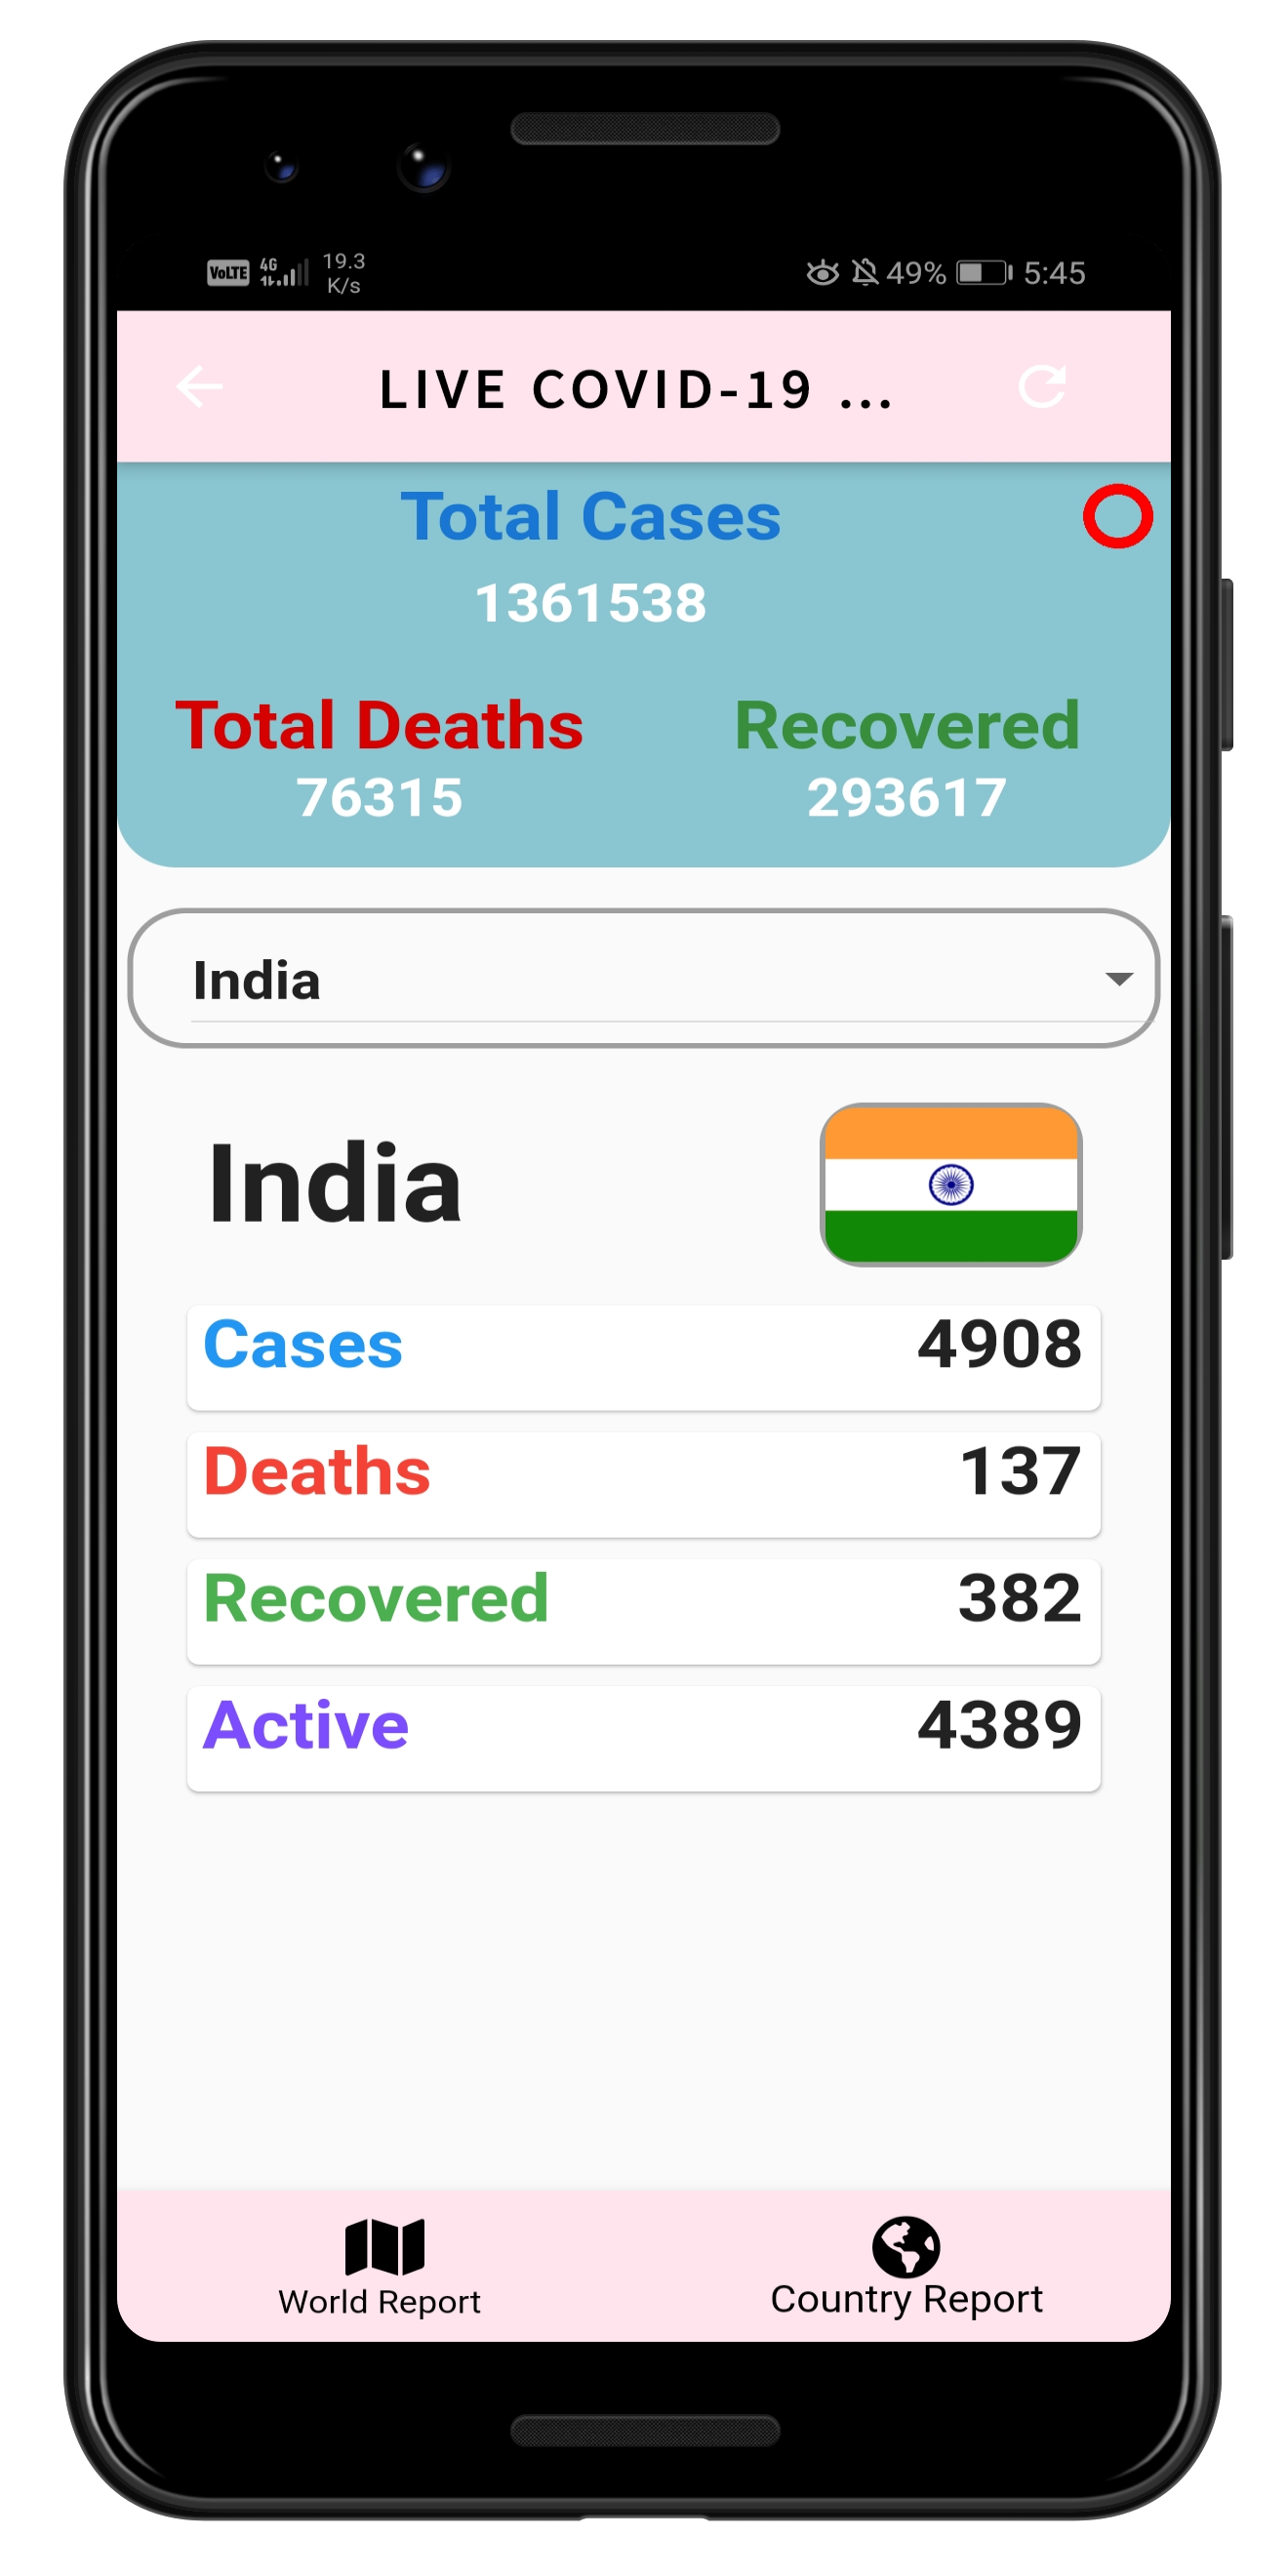 VoLTE 4G 19.3 K/s 49% 5:45
LIVE COVID-19 ...
Total Cases
1361538
Total Deaths Recovered
76315 293617
India
India
Cases 4908
Deaths 137
Recovered 382
Active 4389
World Report Country Report